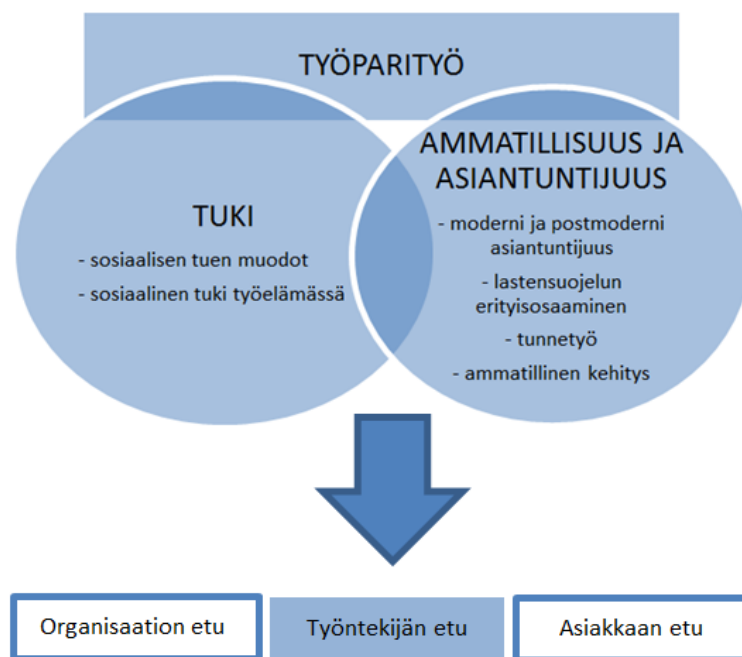 TYÖPARITYÖ
TUKI
- sosiaalisen tuen muodot
- sosiaalinen tuki työelämässä
AMMATILLISUUS JA
ASIANTUNTIJUUS
- moderni ja postmoderni
asiantuntijuus
- lastensuojelun
erityisosaaminen
- tunnetyö
- ammatillinen kehitys
Organisaation etu
Työntekijän etu
Asiakkaan etu